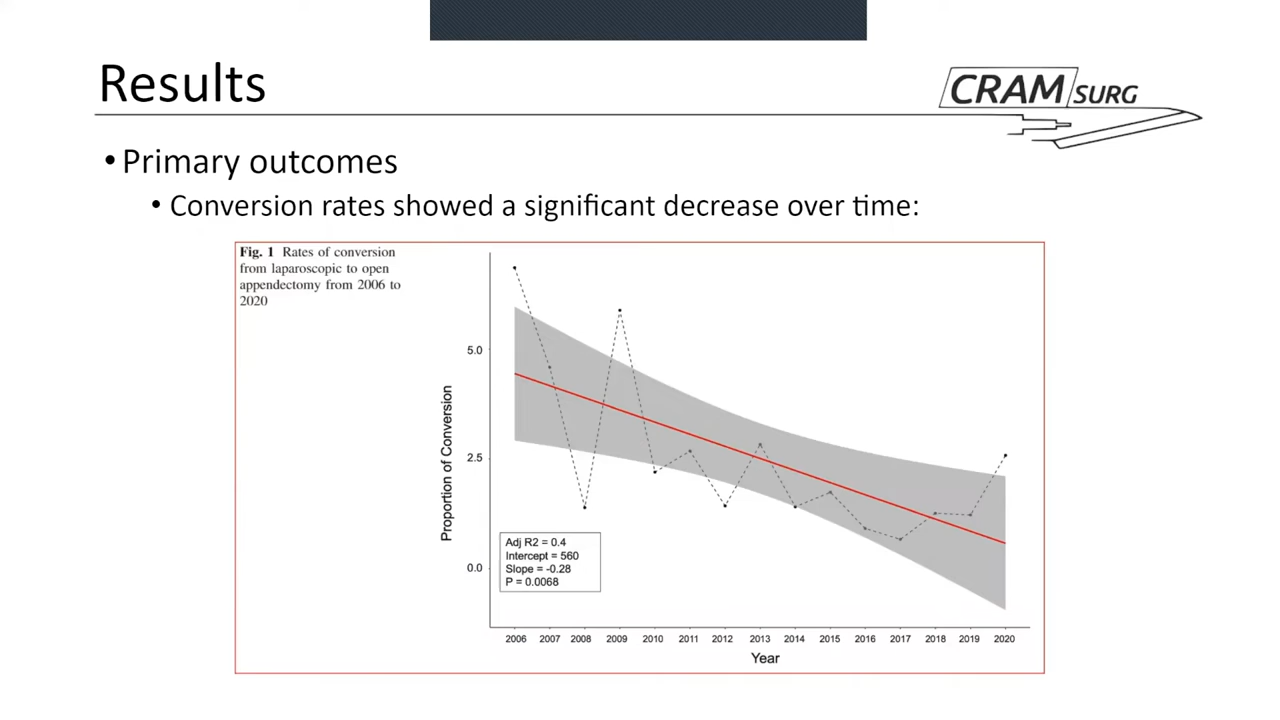 Results
CRAM SURG
• Primary outcomes
• Conversion rates showed a significant decrease over time:
Fig. 1 Rates of conversion
from laparoscopic to open
appendectomy from 2006 to
2020
Proportion of Conversion
5.0
2.5
0.0
Adj R2 = 0.4
Intercept = 560
Slope = -0.28
P = 0.0068
2006 2007 2008 2009 2010 2011 2012 2013 2014 2015 2016 2017 2018 2019 2020
Year